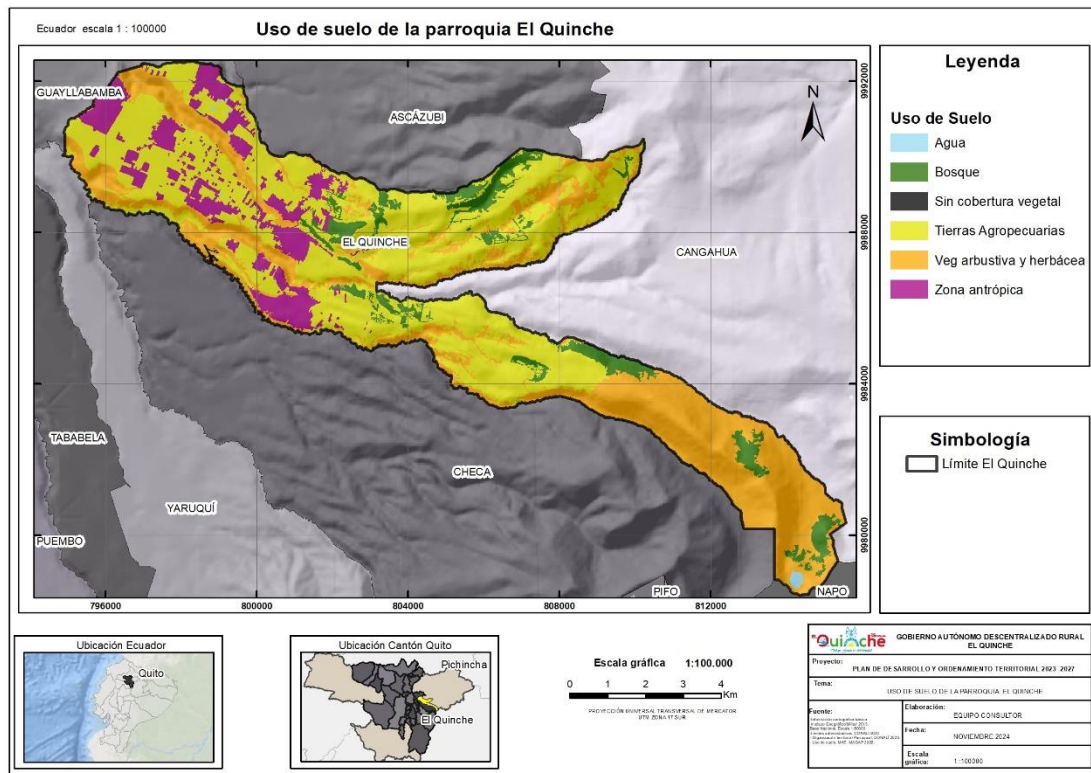 Ecuador escala 1 : 100000
Uso de suelo de la parroquia El Quinche
GUAYLLABAMBA
ASCÁZUBI
N
EL QUINCHE
CANGAHUA
TABABELA
CHECA
YARUQUÍ
PUEMBO
PIFO
NAPO
9992000
9988000
9984000
9980000
796000
800000
804000
808000
812000
Leyenda
Uso de Suelo
Agua
Bosque
Sin cobertura vegetal
Tierras Agropecuarias
Veg arbustiva y herbácea
Zona antrópica
Simbología
Límite El Quinche
Ubicación Ecuador
Quito
Ubicación Cantón Quito
Pichincha
El Quinche
Escala gráfica 1:100.000
0 1 2 3 4
Km
PROYECCIÓN UNIVERSAL TRANSVERSAL DE MERCATOR
UTM ZONA 17 SUR
Quinche
GOBIERNO AUTÓNOMO DESCENTRALIZADO RURAL
EL QUINCHE
Proyecto:
PLAN DE DESARROLLO Y ORDENAMIENTO TERRITORIAL 2023 -2027
Tema:
USO DE SUELO DE LA PARROQUIA EL QUINCHE
Fuente:
Elaboración:
EQUIPO CONSULTOR
Fecha:
NOVIEMBRE 2024
Escala
gráfica:
1 :100000